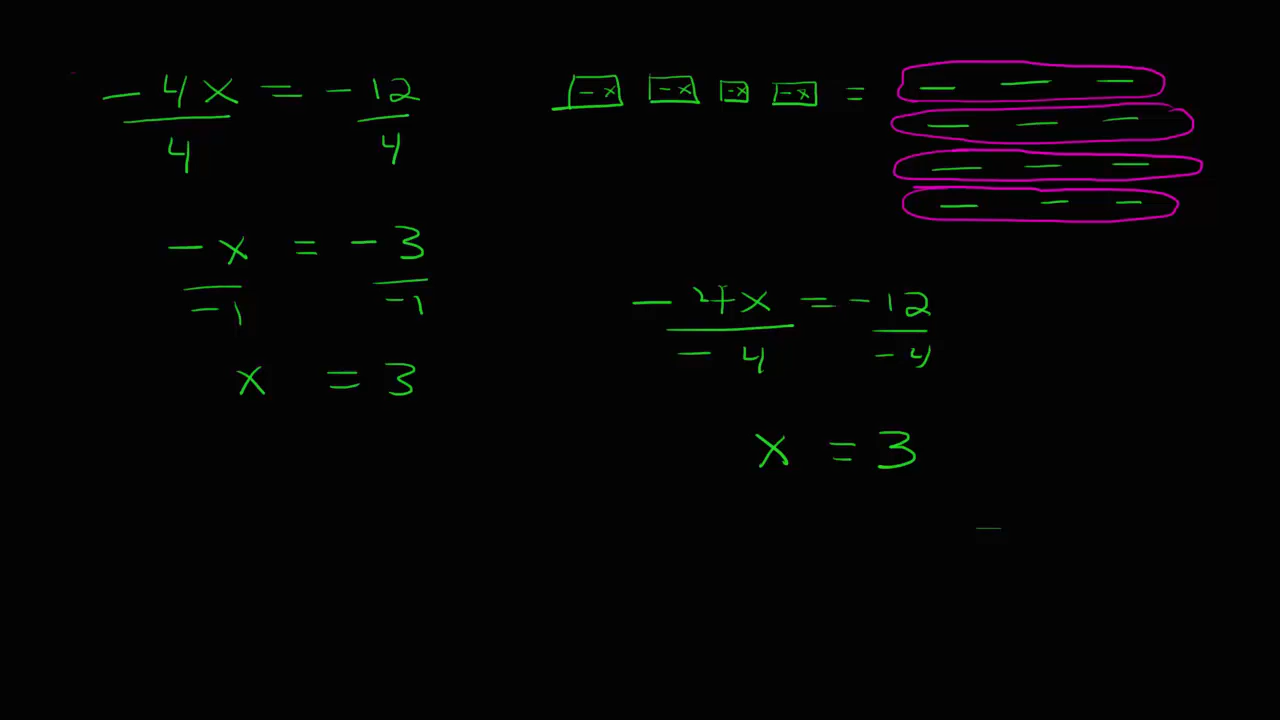 -4x = -12
4 4
-x = -3
-1 -1
x = 3
-x -x -x -x = - - -
- - -
- - -
- - -
-4x = -12
-4 -4
x = 3